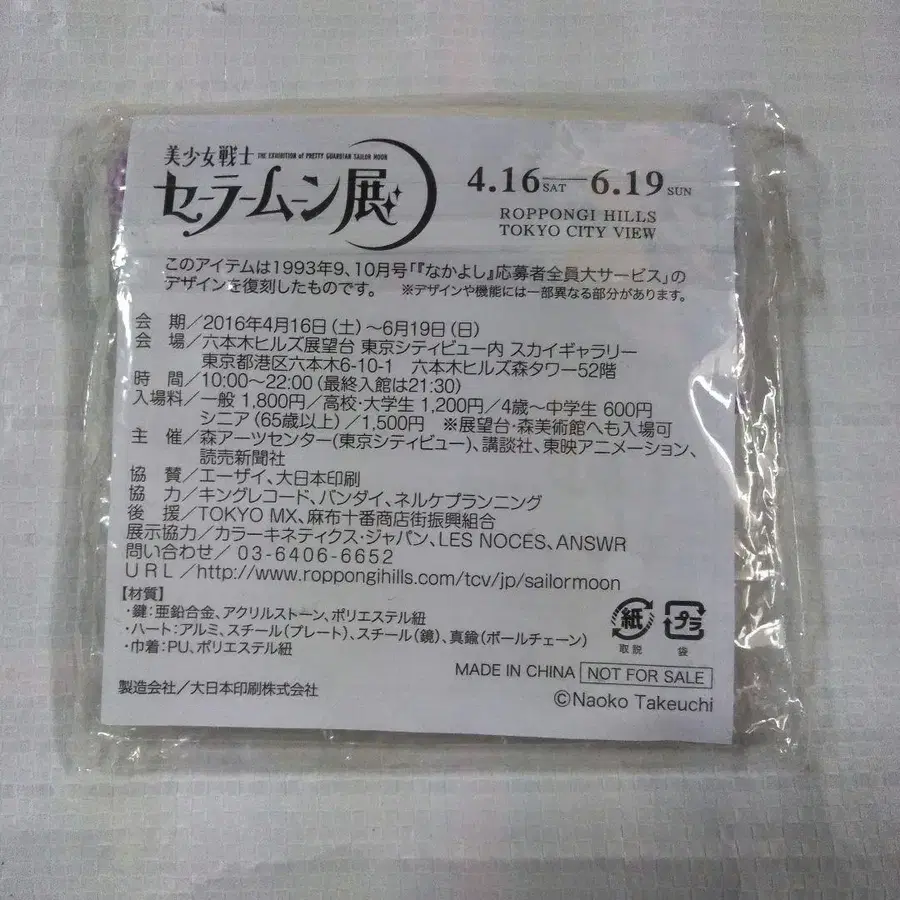 美少女戦士 THE EXHIBITION of PRETTY GUARDIAN SAILOR MOON
セーラームーン展
4.16 SAT — 6.19 SUN
ROPPONGI HILLS
TOKYO CITY VIEW
このアイテムは1993年9、10月号「『なかよし』応募者全員大サービス」の
デザインを復刻したものです。 ※デザインや機能には一部異なる部分があります。
会 期／2016年4月16日（土）～6月19日（日）
会 場／六本木ヒルズ展望台 東京シティビュー内 スカイギャラリー
東京都港区六本木6-10-1 六本木ヒルズ森タワー52階
時 間／10:00～22:00（最終入館は21:30）
入場料／一般 1,800円／高校・大学生 1,200円／4歳～中学生 600円
シニア（65歳以上）／1,500円 ※展望台・森美術館へも入場可
主 催／森アーツセンター（東京シティビュー）、講談社、東映アニメーション、
読売新聞社
協 賛／エーザイ、大日本印刷
協 力／キングレコード、バンダイ、ネルケプランニング
後 援／TOKYO MX、麻布十番商店街振興組合
展示協力／カラーキネティクス・ジャパン、LES NOCES、ANSWR
問い合わせ／03-6406-6652
URL／http://www.roppongihills.com/tcv/jp/sailormoon
【材質】
・鍵：亜鉛合金、アクリルストーン、ポリエステル紐
・ハート：アルミ、スチール（プレート）、スチール（鏡）、真鍮（ボールチェーン）
・巾着：PU、ポリエステル紐
紙 プラ
取説 袋
MADE IN CHINA NOT FOR SALE
製造会社／大日本印刷株式会社
©Naoko Takeuchi